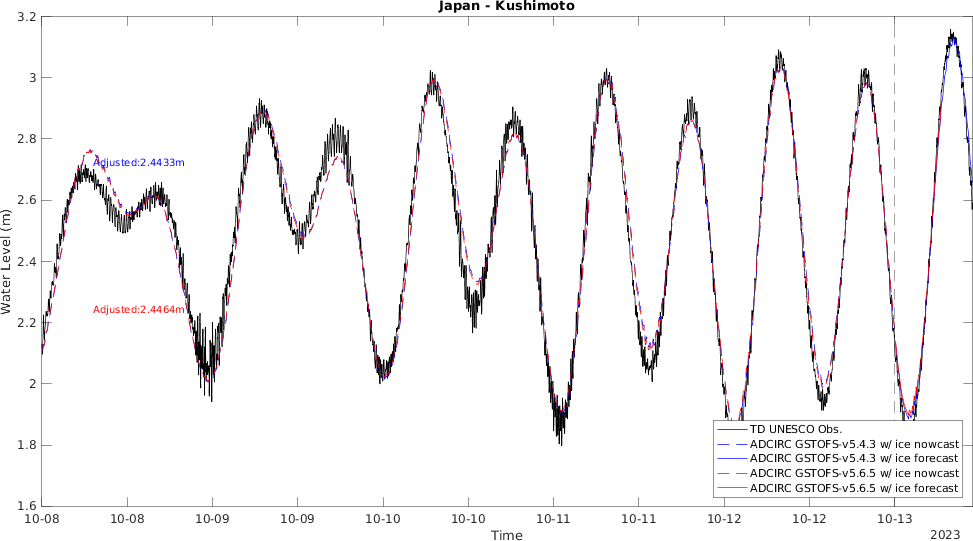 Japan - Kushimoto
3.2
3
2.8
2.6
2.4
2.2
2
1.8
1.6
Water Level (m)
Adjusted:2.4433m
Adjusted:2.4464m
TD UNESCO Obs.
ADCIRC GSTOFS-v5.4.3 w/ ice nowcast
ADCIRC GSTOFS-v5.4.3 w/ ice forecast
ADCIRC GSTOFS-v5.6.5 w/ ice nowcast
ADCIRC GSTOFS-v5.6.5 w/ ice forecast
10-08 10-08 10-09 10-09 10-10 10-10 10-11 10-11 10-12 10-12 10-13
Time
2023